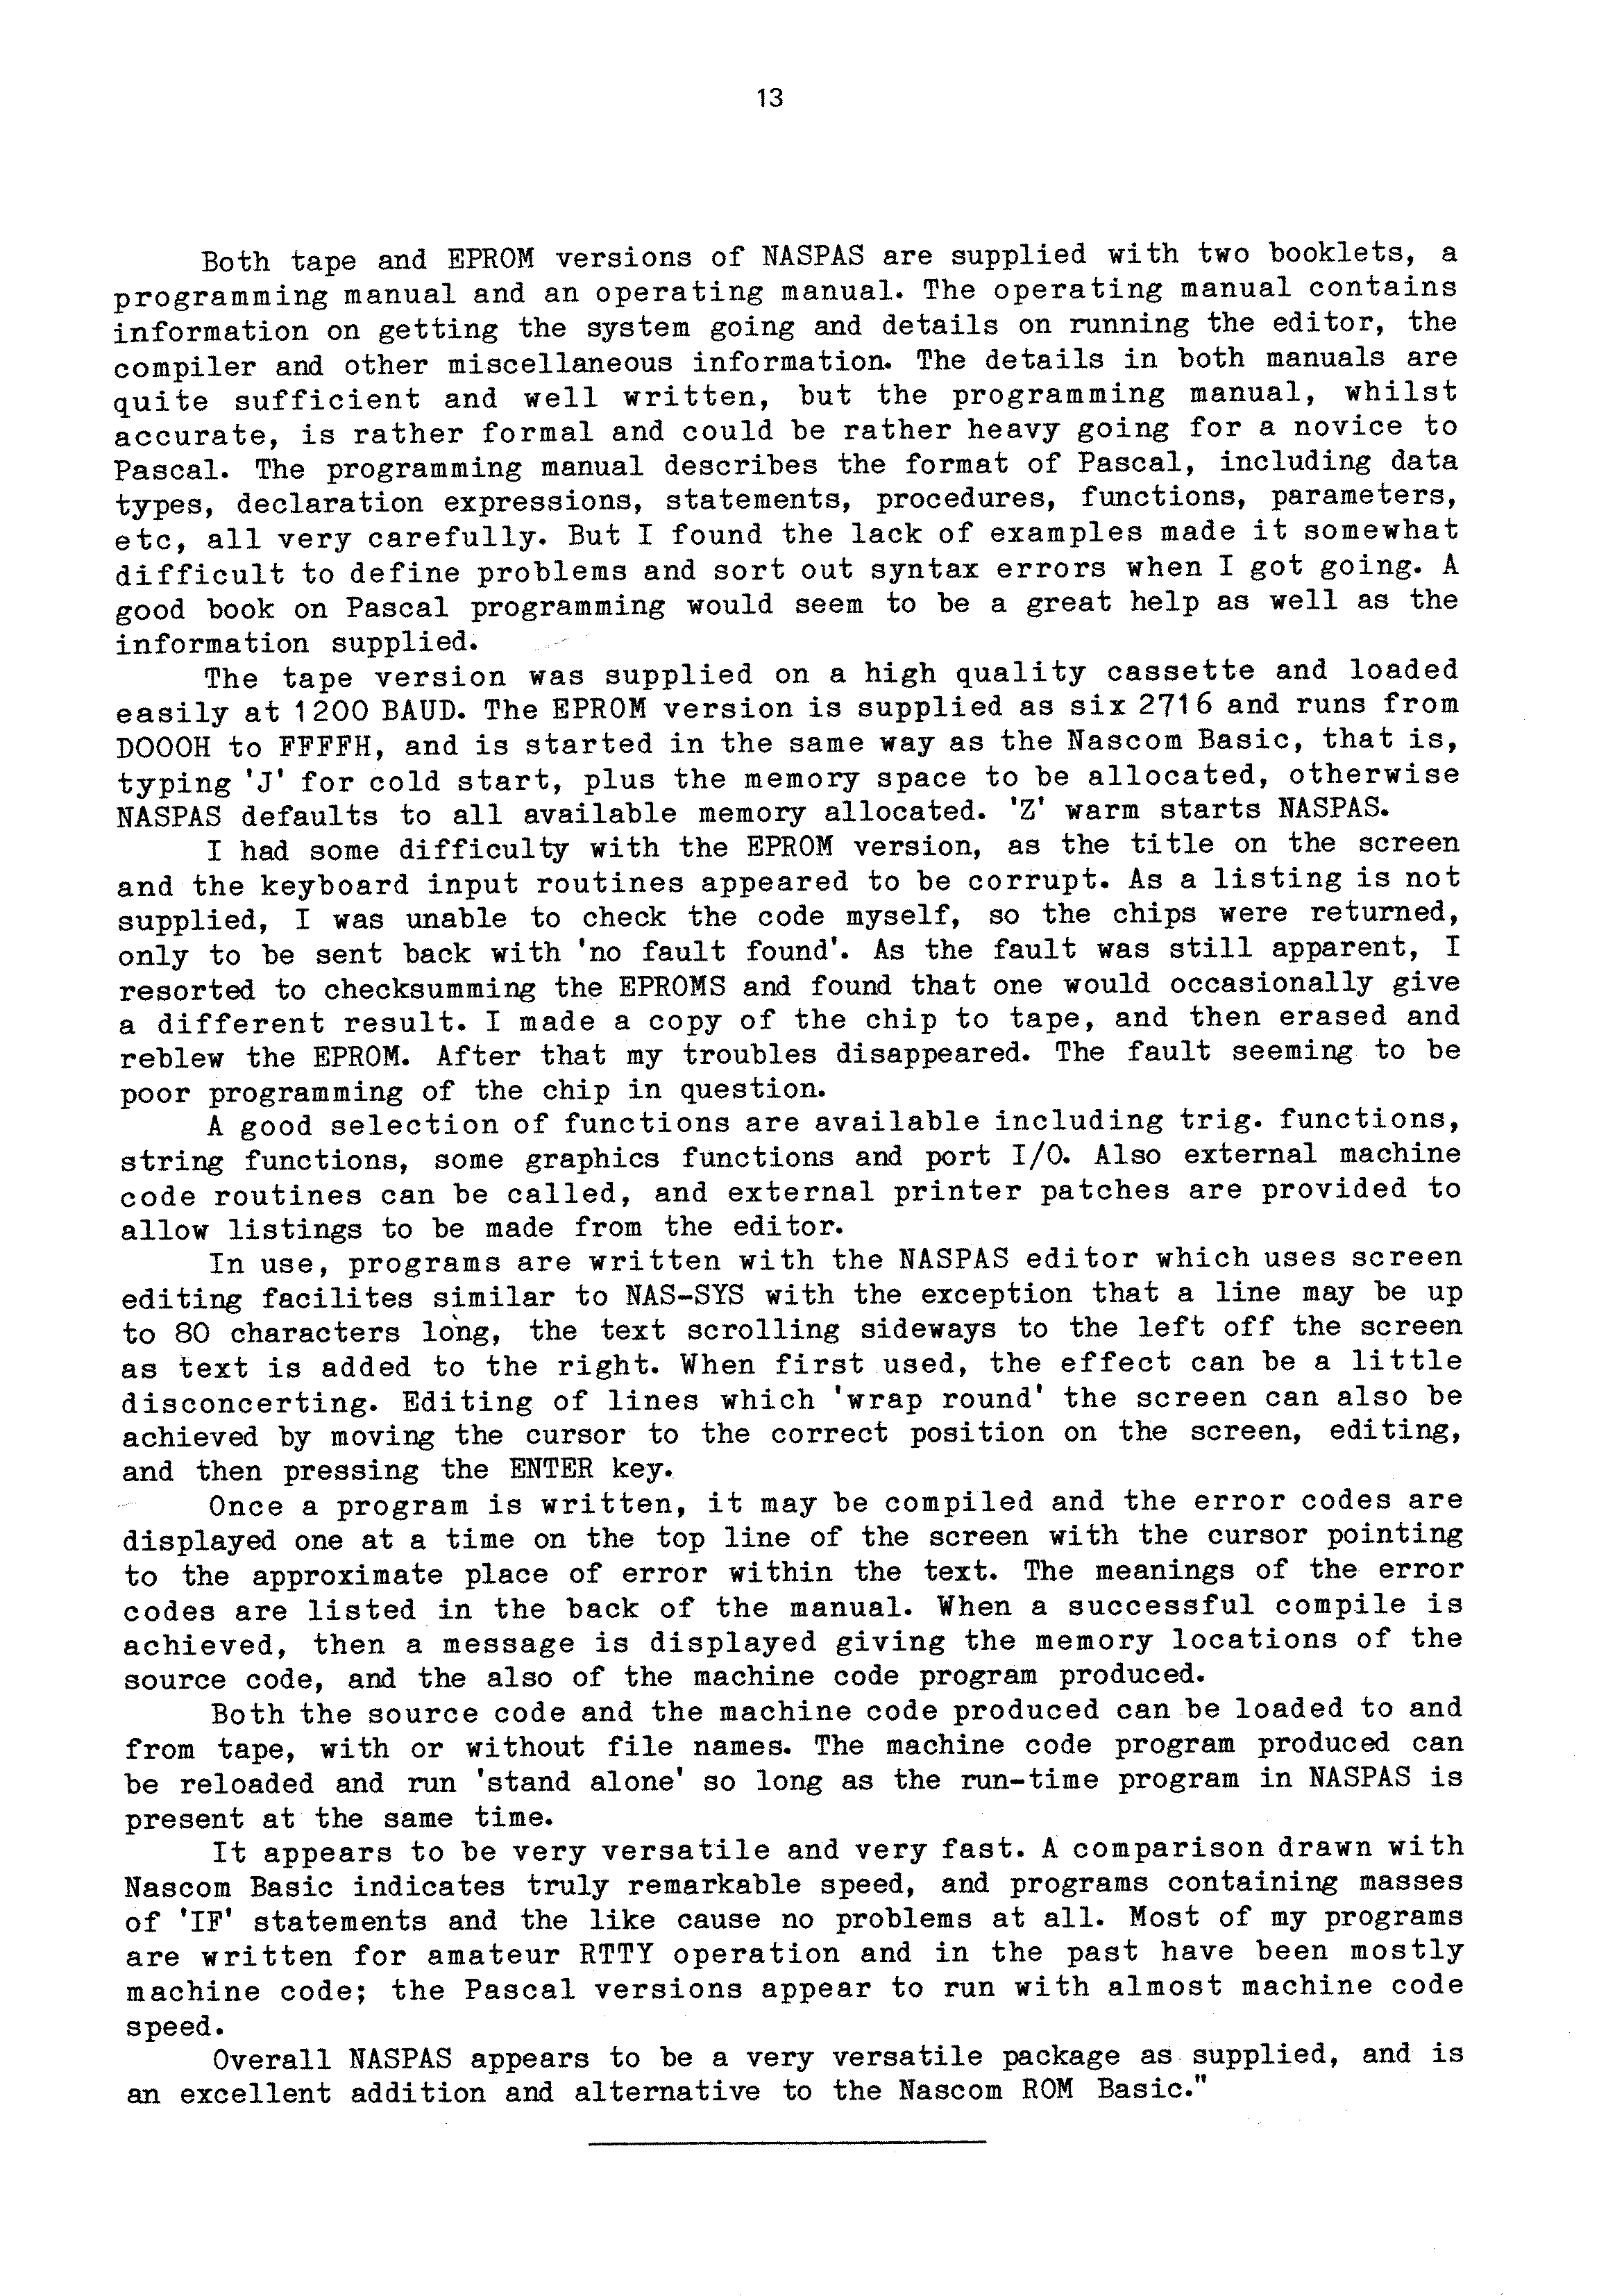 13
Both tape and EPROM versions of NASPAS are supplied with two booklets, a
programming manual and an operating manual. The operating manual contains
information on getting the system going and details on running the editor, the
compiler and other miscellaneous information. The details in both manuals are
quite sufficient and well written, but the programming manual, whilst
accurate, is rather formal and could be rather heavy going for a novice to
Pascal. The programming manual describes the format of Pascal, including data
types, declaration expressions, statements, procedures, functions, parameters,
etc, all very carefully. But I found the lack of examples made it somewhat
difficult to define problems and sort out syntax errors when I got going. A
good book on Pascal programming would seem to be a great help as well as the
information supplied.
The tape version was supplied on a high quality cassette and loaded
easily at 1200 BAUD. The EPROM version is supplied as six 2716 and runs from
DOOOH to FFFFH, and is started in the same way as the Nascom Basic, that is,
typing 'J' for cold start, plus the memory space to be allocated, otherwise
NASPAS defaults to all available memory allocated. 'Z' warm starts NASPAS.
I had some difficulty with the EPROM version, as the title on the screen
and the keyboard input routines appeared to be corrupt. As a listing is not
supplied, I was unable to check the code myself, so the chips were returned,
only to be sent back with 'no fault found'. As the fault was still apparent, I
resorted to checksumming the EPROMS and found that one would occasionally give
a different result. I made a copy of the chip to tape, and then erased and
reblew the EPROM. After that my troubles disappeared. The fault seeming to be
poor programming of the chip in question.
A good selection of functions are available including trig. functions,
string functions, some graphics functions and port I/O. Also external machine
code routines can be called, and external printer patches are provided to
allow listings to be made from the editor.
In use, programs are written with the NASPAS editor which uses screen
editing facilites similar to NAS-SYS with the exception that a line may be up
to 80 characters long, the text scrolling sideways to the left off the screen
as text is added to the right. When first used, the effect can be a little
disconcerting. Editing of lines which 'wrap round' the screen can also be
achieved by moving the cursor to the correct position on the screen, editing,
and then pressing the ENTER key.
Once a program is written, it may be compiled and the error codes are
displayed one at a time on the top line of the screen with the cursor pointing
to the approximate place of error within the text. The meanings of the error
codes are listed in the back of the manual. When a successful compile is
achieved, then a message is displayed giving the memory locations of the
source code, and the also of the machine code program produced.
Both the source code and the machine code produced can be loaded to and
from tape, with or without file names. The machine code program produced can
be reloaded and run 'stand alone' so long as the run-time program in NASPAS is
present at the same time.
It appears to be very versatile and very fast. A comparison drawn with
Nascom Basic indicates truly remarkable speed, and programs containing masses
of 'IF' statements and the like cause no problems at all. Most of my programs
are written for amateur RTTY operation and in the past have been mostly
machine code; the Pascal versions appear to run with almost machine code
speed.
Overall NASPAS appears to be a very versatile package as supplied, and is
an excellent addition and alternative to the Nascom ROM Basic."